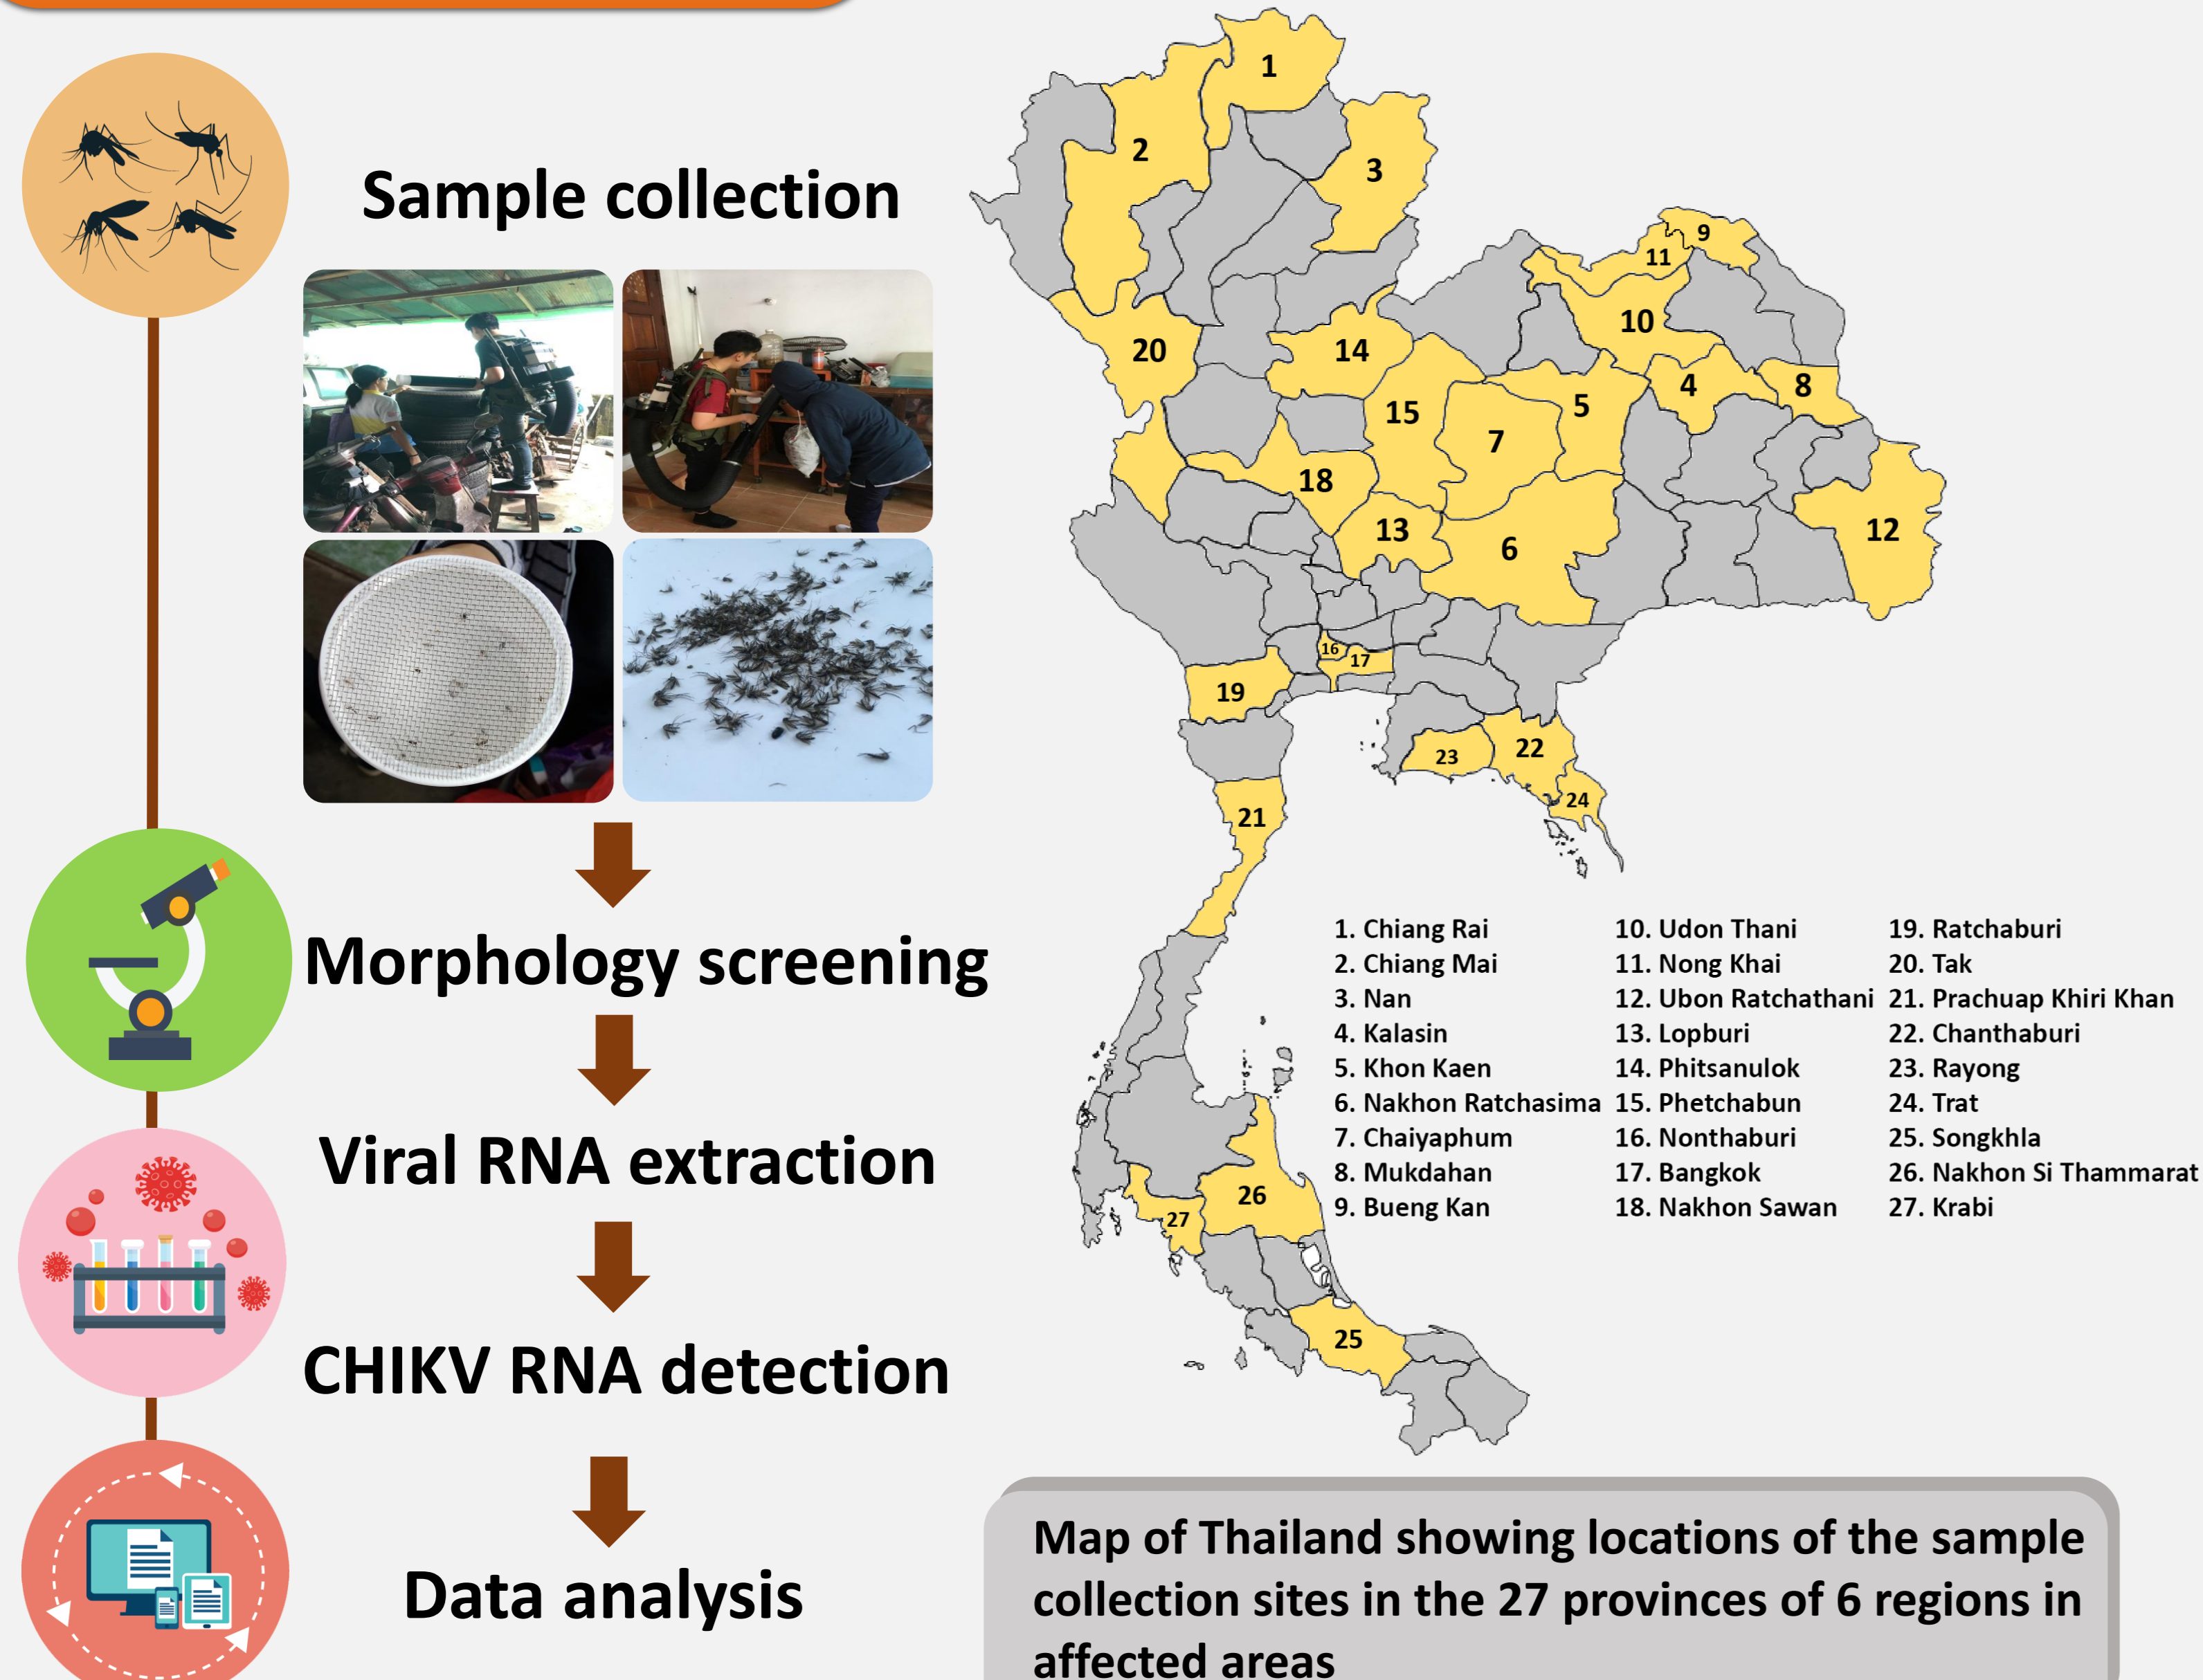 Sample collection
Morphology screening
Viral RNA extraction
CHIKV RNA detection
Data analysis
1
2
3
9
11
10
20
14
4
8
15
5
7
18
13
6
12
16
17
19
23
22
24
21
26
27
25
1. Chiang Rai
2. Chiang Mai
3. Nan
4. Kalasin
5. Khon Kaen
6. Nakhon Ratchasima
7. Chaiyaphum
8. Mukdahan
9. Bueng Kan
10. Udon Thani
11. Nong Khai
12. Ubon Ratchathani
13. Lopburi
14. Phitsanulok
15. Phetchabun
16. Nonthaburi
17. Bangkok
18. Nakhon Sawan
19. Ratchaburi
20. Tak
21. Prachuap Khiri Khan
22. Chanthaburi
23. Rayong
24. Trat
25. Songkhla
26. Nakhon Si Thammarat
27. Krabi
Map of Thailand showing locations of the sample
collection sites in the 27 provinces of 6 regions in
affected areas